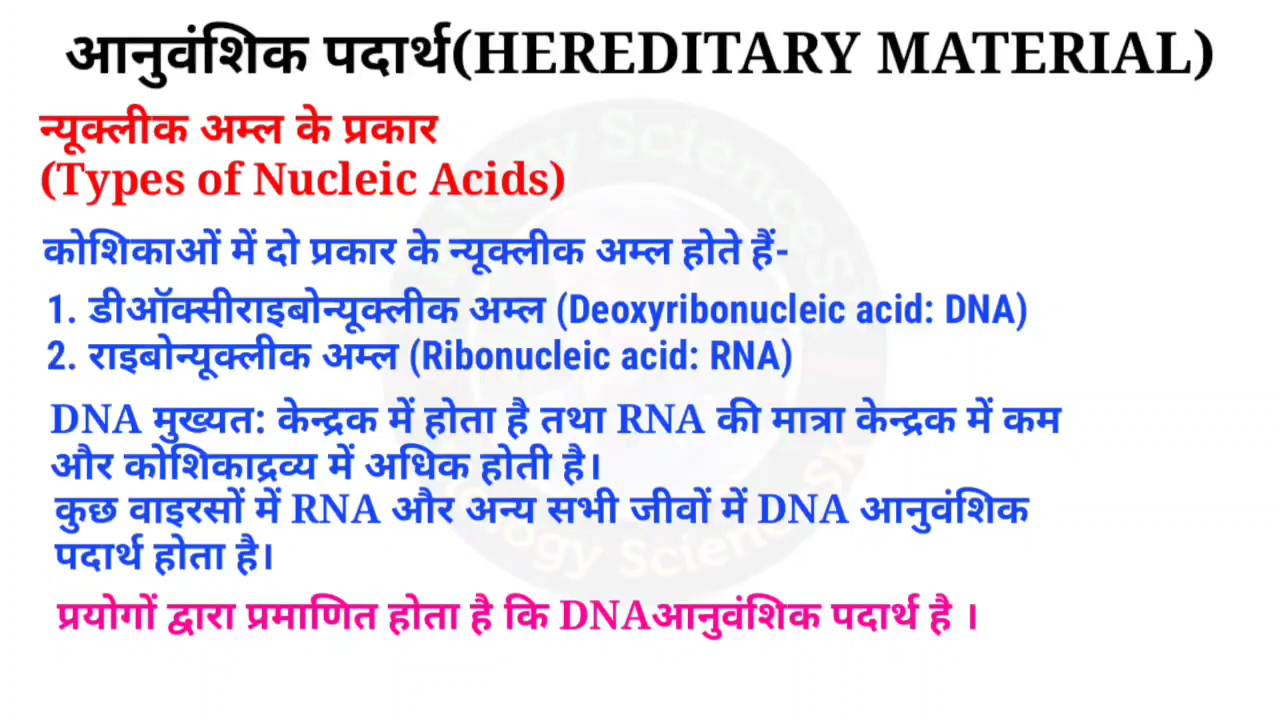 आनुवंशिक पदार्थ(HEREDITARY MATERIAL)
न्यूक्लीक अम्ल के प्रकार
(Types of Nucleic Acids)
कोशिकाओं में दो प्रकार के न्यूक्लीक अम्ल होते हैं-
1. डीऑक्सीराइबोन्यूक्लीक अम्ल (Deoxyribonucleic acid: DNA)
2. राइबोन्यूक्लीक अम्ल (Ribonucleic acid: RNA)
DNA मुख्यत: केन्द्रक में होता है तथा RNA की मात्रा केन्द्रक में कम
और कोशिकाद्रव्य में अधिक होती है।
कुछ वाइरसों में RNA और अन्य सभी जीवों में DNA आनुवंशिक
पदार्थ होता है।
प्रयोगों द्वारा प्रमाणित होता है कि DNAआनुवंशिक पदार्थ है ।